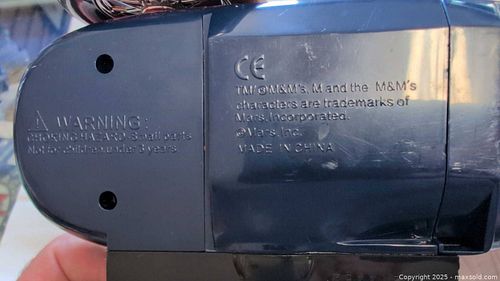 ⚠ WARNING:
CHOKING HAZARD-Small parts
Not for children under 3 years.
CE
TM/®M&M's, M and the M&M's
characters are trademarks of
Mars, Incorporated.
©Mars, Inc.
MADE IN CHINA
Copyright 2025 - maxsold.com